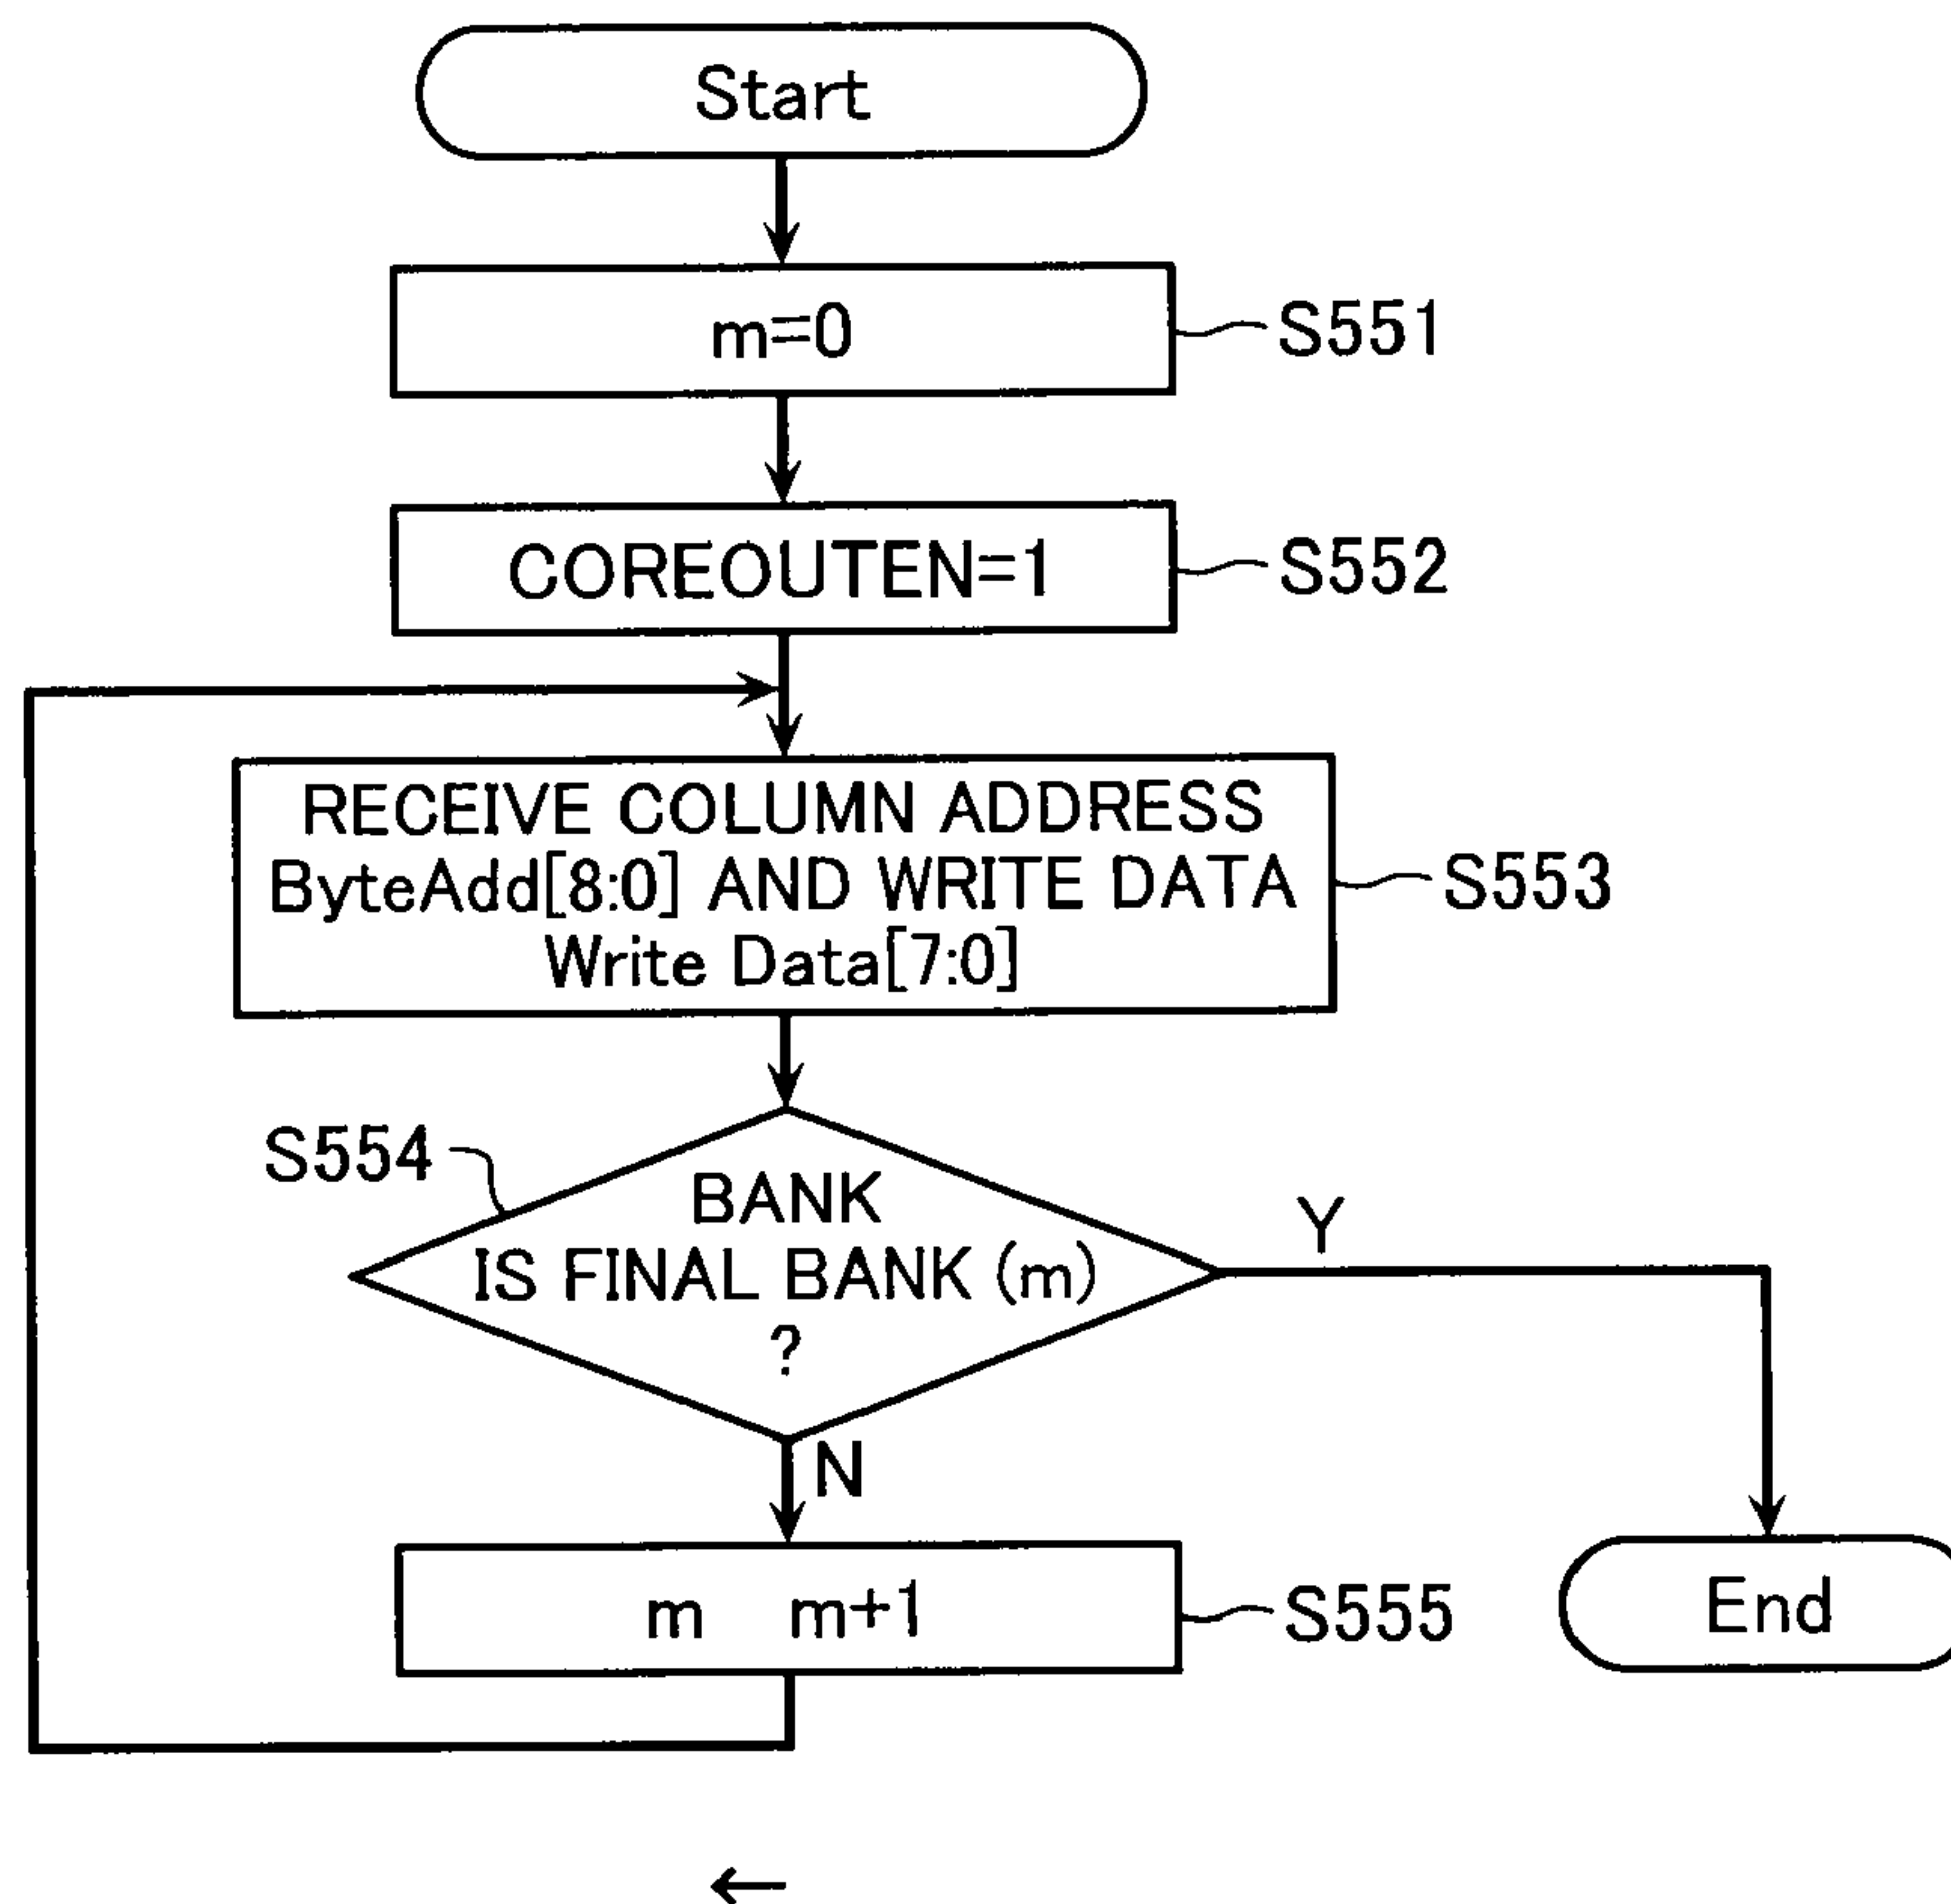 Start
m=0
S551
COREOUTEN=1
S552
RECEIVE COLUMN ADDRESS
ByteAdd[8:0] AND WRITE DATA
Write Data[7:0]
S553
S554
BANK
IS FINAL BANK (m)
?
Y
N
m m+1
S555
End
←